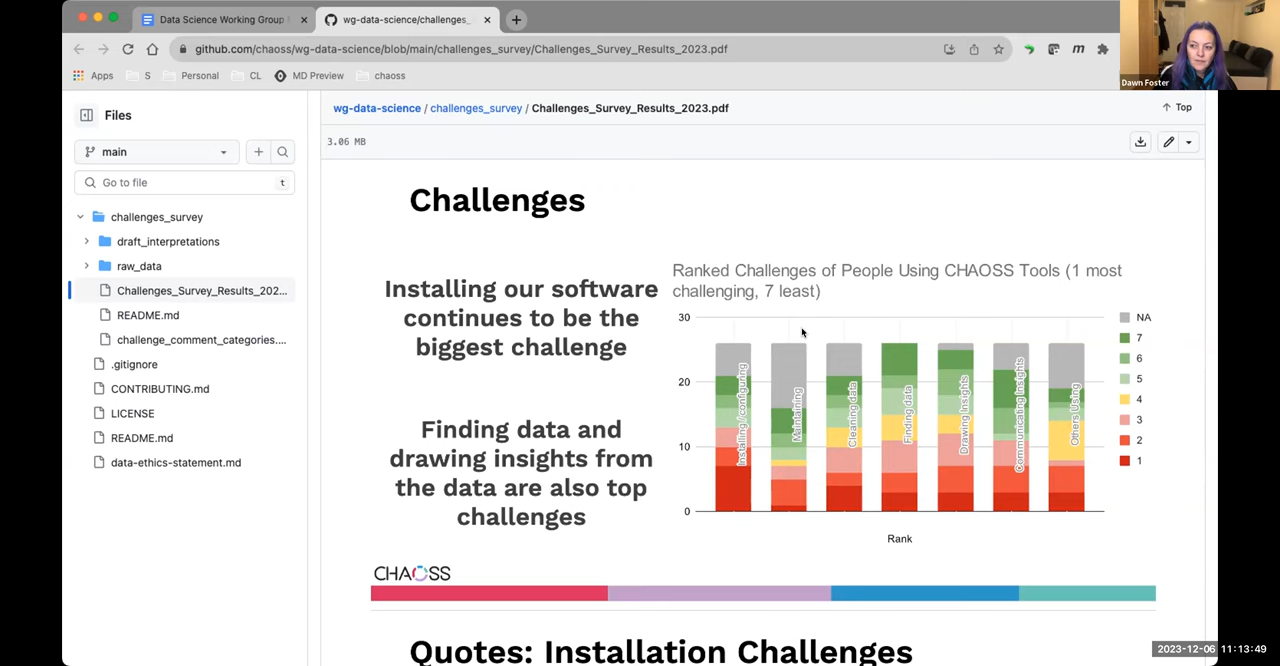 Data Science Working Group
wg-data-science/challenges_
github.com/chaoss/wg-data-science/blob/main/challenges_survey/Challenges_Survey_Results_2023.pdf
Apps
S
Personal
CL
MD Preview
chaoss
Dawn Foster
Files
main
Go to file
t
challenges_survey
draft_interpretations
raw_data
Challenges_Survey_Results_202...
README.md
challenge_comment_categories....
.gitignore
CONTRIBUTING.md
LICENSE
README.md
data-ethics-statement.md
wg-data-science / challenges_survey / Challenges_Survey_Results_2023.pdf
Top
3.06 MB
Challenges
Installing our software
continues to be the
biggest challenge
Finding data and
drawing insights from
the data are also top
challenges
Ranked Challenges of People Using CHAOSS Tools (1 most
challenging, 7 least)
30
20
10
0
Installing / configuring
Maintaining
Cleaning data
Finding data
Drawing Insights
Communicating Insights
Others Using
Rank
NA
7
6
5
4
3
2
1
CHAOSS
Quotes: Installation Challenges
2023-12-06 11:13:49